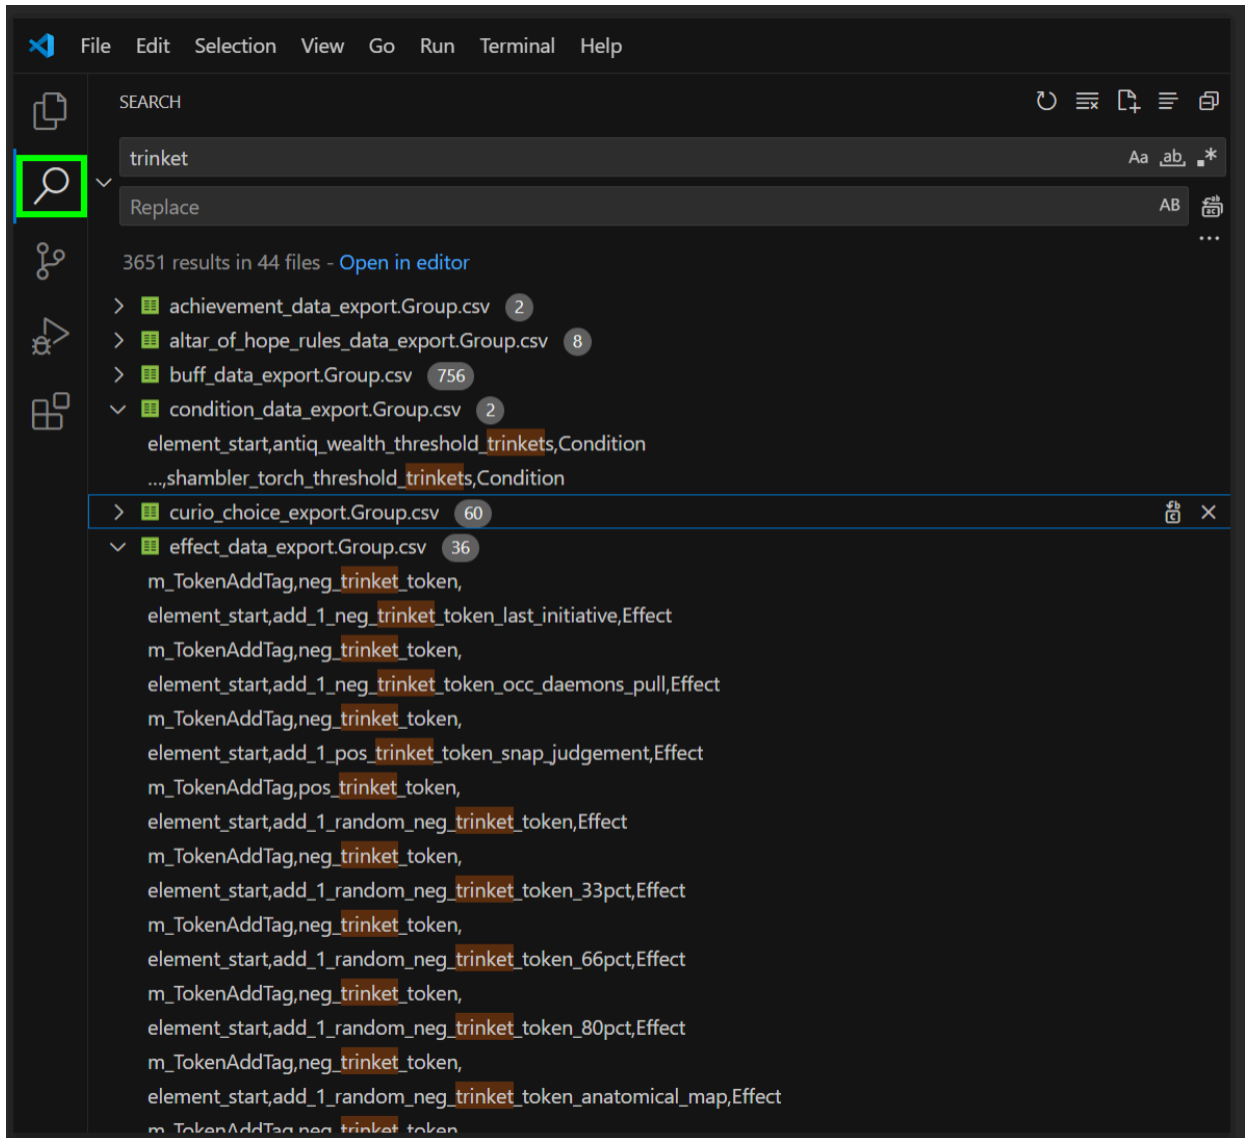 File Edit Selection View Go Run Terminal Help
SEARCH
trinket Aa ab .*
Replace AB
3651 results in 44 files - Open in editor
achievement_data_export.Group.csv 2
altar_of_hope_rules_data_export.Group.csv 8
buff_data_export.Group.csv 756
condition_data_export.Group.csv 2
element_start,antiq_wealth_threshold_trinkets,Condition
...,shambler_torch_threshold_trinkets,Condition
curio_choice_export.Group.csv 60
effect_data_export.Group.csv 36
m_TokenAddTag,neg_trinket_token,
element_start,add_1_neg_trinket_token_last_initiative,Effect
m_TokenAddTag,neg_trinket_token,
element_start,add_1_neg_trinket_token_occ_daemons_pull,Effect
m_TokenAddTag,neg_trinket_token,
element_start,add_1_pos_trinket_token_snap_judgement,Effect
m_TokenAddTag,pos_trinket_token,
element_start,add_1_random_neg_trinket_token,Effect
m_TokenAddTag,neg_trinket_token,
element_start,add_1_random_neg_trinket_token_33pct,Effect
m_TokenAddTag,neg_trinket_token,
element_start,add_1_random_neg_trinket_token_66pct,Effect
m_TokenAddTag,neg_trinket_token,
element_start,add_1_random_neg_trinket_token_80pct,Effect
m_TokenAddTag,neg_trinket_token,
element_start,add_1_random_neg_trinket_token_anatomical_map,Effect
m_TokenAddTag,neg_trinket_token,